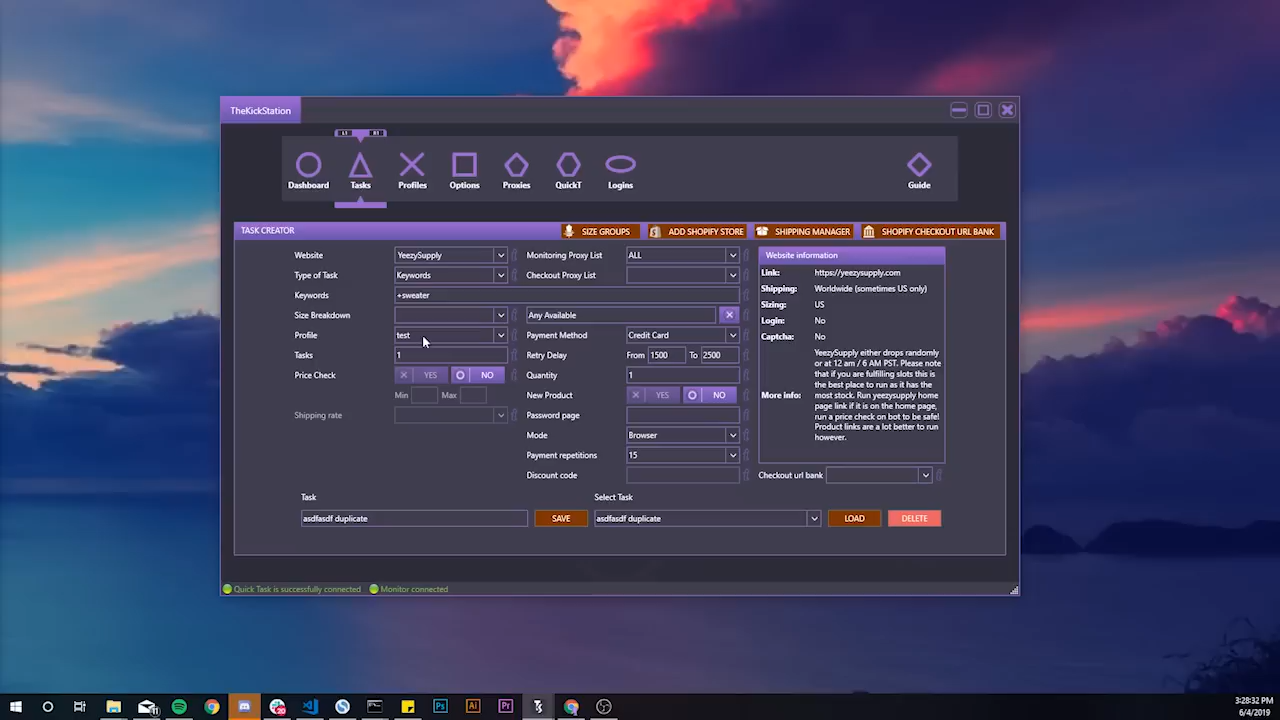 TheKickStation
L1 R1
Dashboard Tasks Profiles Options Proxies QuickT Logins Guide
TASK CREATOR SIZE GROUPS ADD SHOPIFY STORE SHIPPING MANAGER SHOPIFY CHECKOUT URL BANK
Website YeezySupply Monitoring Proxy List ALL Website information
Type of Task Keywords Checkout Proxy List Link: https://yeezysupply.com
Keywords +sweater Shipping: Worldwide (sometimes US only)
Sizing: US
Size Breakdown Any Available Login: No
Profile test Payment Method Credit Card Captcha: No
Tasks 1 Retry Delay From 1500 To 2500
Price Check YES NO Quantity 1
Min Max New Product YES NO
Shipping rate Password page
Mode Browser
Payment repetitions 15
Discount code
More info: YeezySupply either drops randomly
or at 12 am / 6 AM PST. Please note
that if you are fulfilling slots this is
the best place to run as it has the
most stock. Run yeezysupply home
page link if it is on the home page,
run a price check on bot to be safe!
Product links are a lot better to run
however.
Checkout url bank
Task Select Task
asdfasdf duplicate SAVE asdfasdf duplicate LOAD DELETE
Quick Task is successfully connected Monitor connected
Ps Ai Pr
3:28:32 PM
6/4/2019